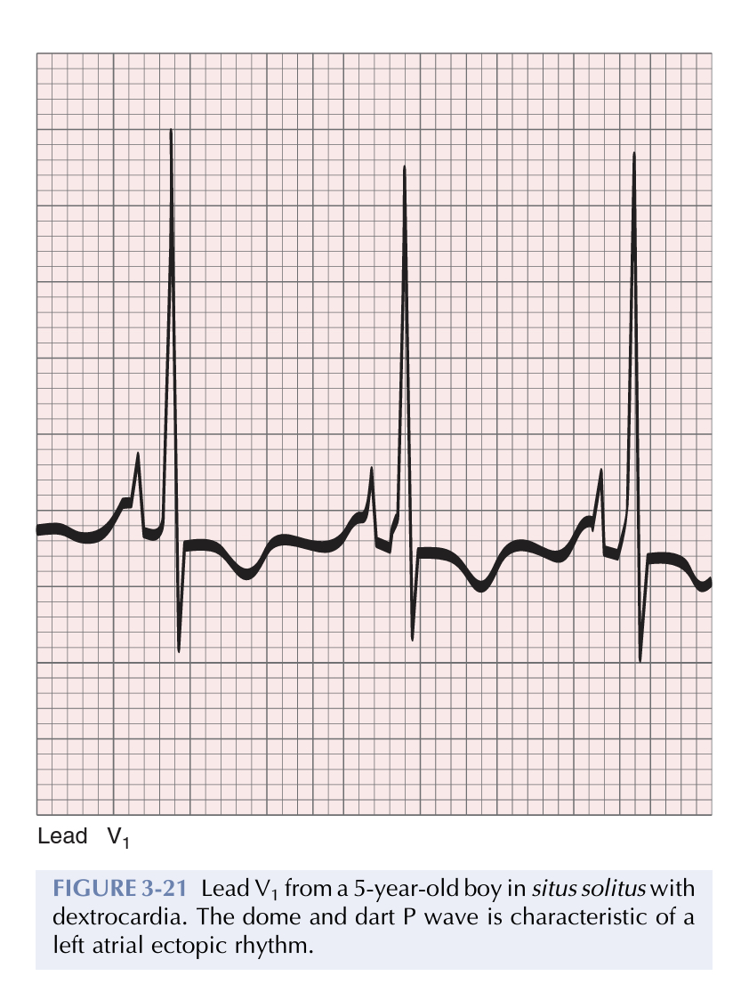 Lead V₁
FIGURE 3-21 Lead V₁ from a 5-year-old boy in situs solitus with
dextrocardia. The dome and dart P wave is characteristic of a
left atrial ectopic rhythm.